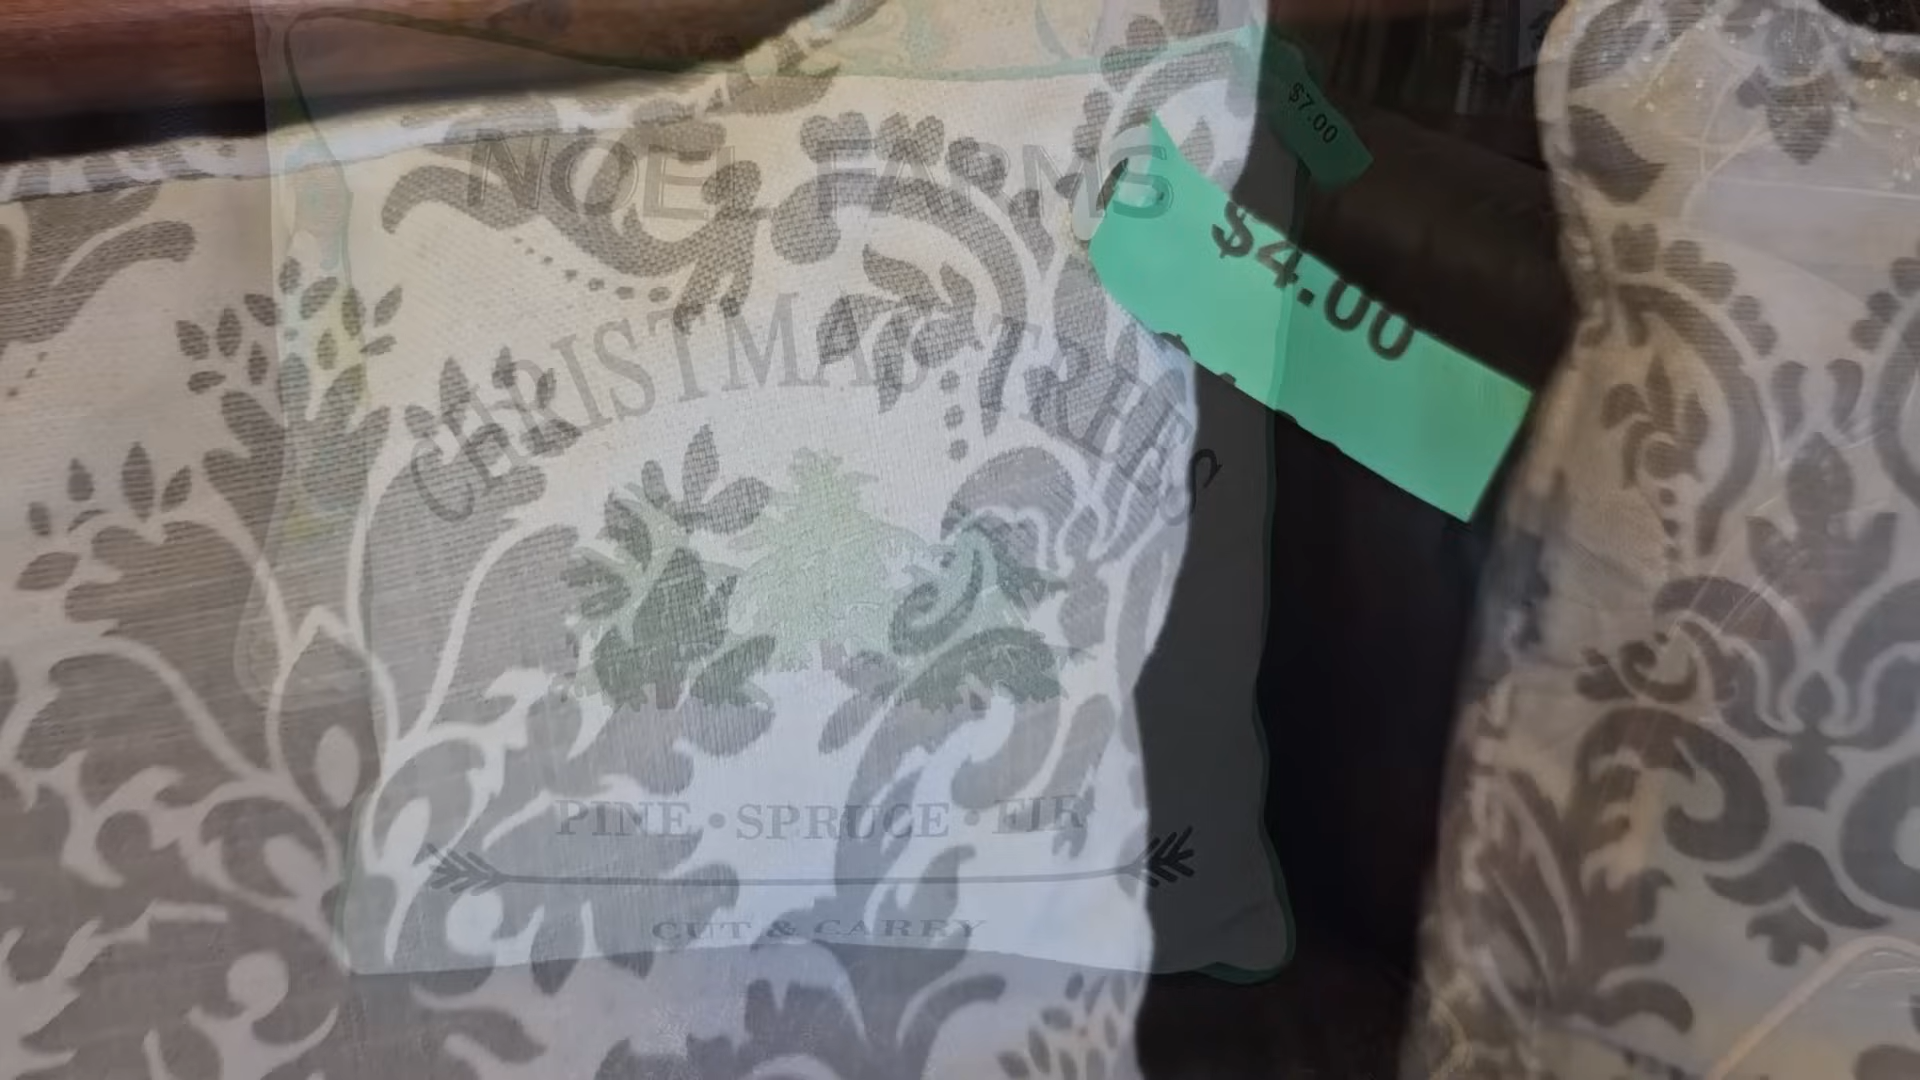 $7.00
NOEL FARMS
$4.00
CHRISTMAS TREES
PINE • SPRUCE • FIR
CUT & CARRY